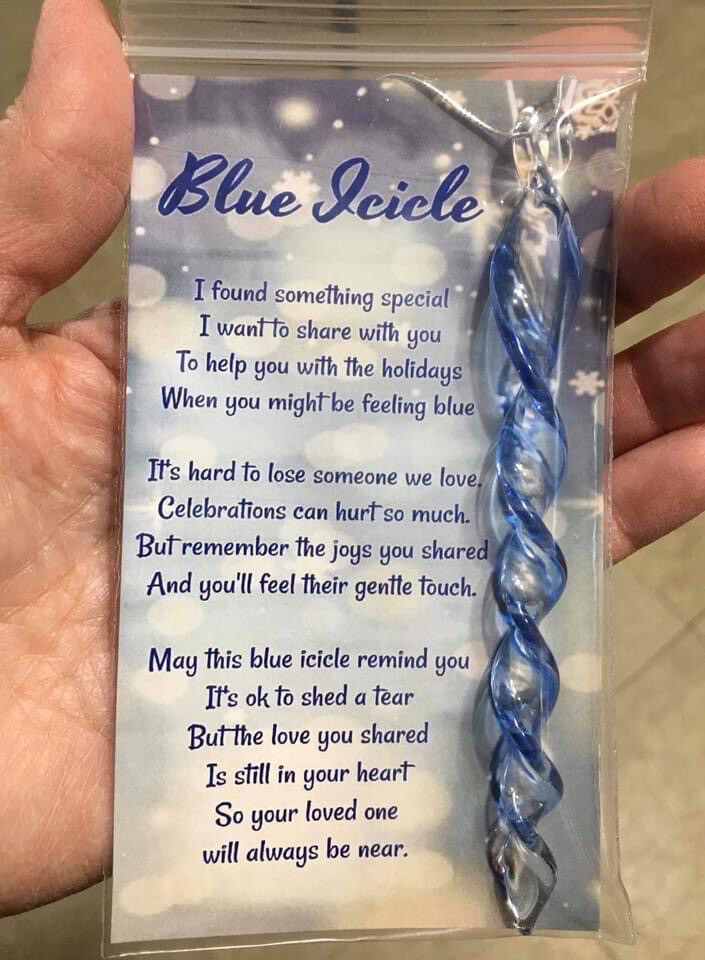 Blue Icicle
I found something special
I want to share with you
To help you with the holidays
When you might be feeling blue
It's hard to lose someone we love.
Celebrations can hurt so much.
But remember the joys you shared
And you'll feel their gentle touch.
May this blue icicle remind you
It's ok to shed a tear
But the love you shared
Is still in your heart
So your loved one
will always be near.